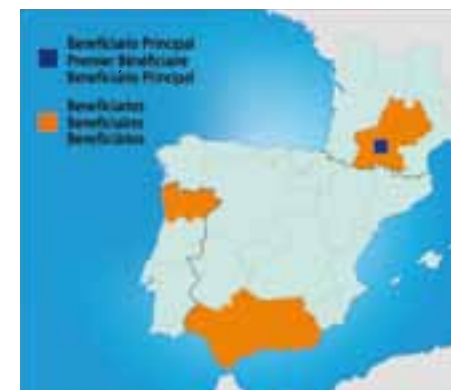 Beneficiario Principal
Premier Bénéficiaire
Beneficiário Principal
Beneficiarios
Bénéficiaires
Beneficiários